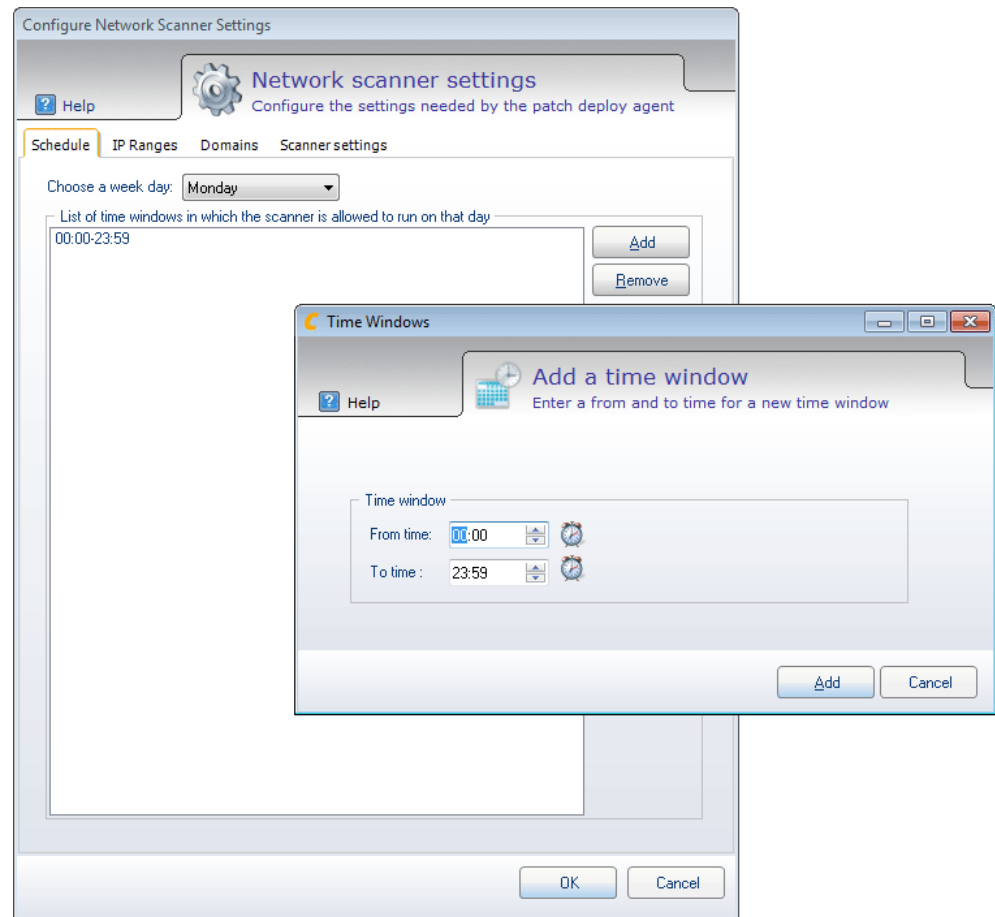 Configure Network Scanner Settings
Network scanner settings
Configure the settings needed by the patch deploy agent
? Help
Schedule IP Ranges Domains Scanner settings
Choose a week day: Monday
List of time windows in which the scanner is allowed to run on that day
00:00-23:59
Add
Remove
Time Windows
Add a time window
Enter a from and to time for a new time window
? Help
Time window
From time: 00:00
To time : 23:59
Add Cancel
OK Cancel